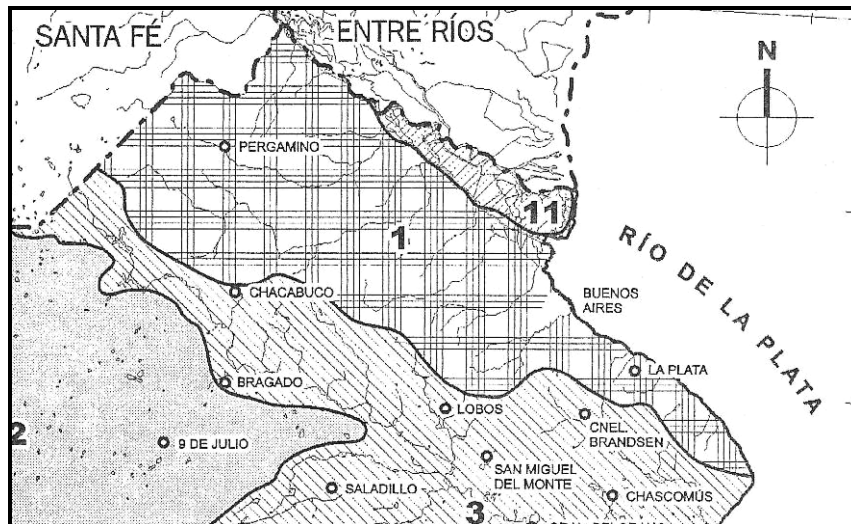 SANTA FÉ
ENTRE RÍOS
N
PERGAMINO
11
1
RÍO DE LA PLATA
CHACABUCO
BUENOS
AIRES
LA PLATA
BRAGADO
LOBOS
CNEL.
BRANDSEN
2
9 DE JULIO
SAN MIGUEL
DEL MONTE
SALADILLO
CHASCOMÚS
3